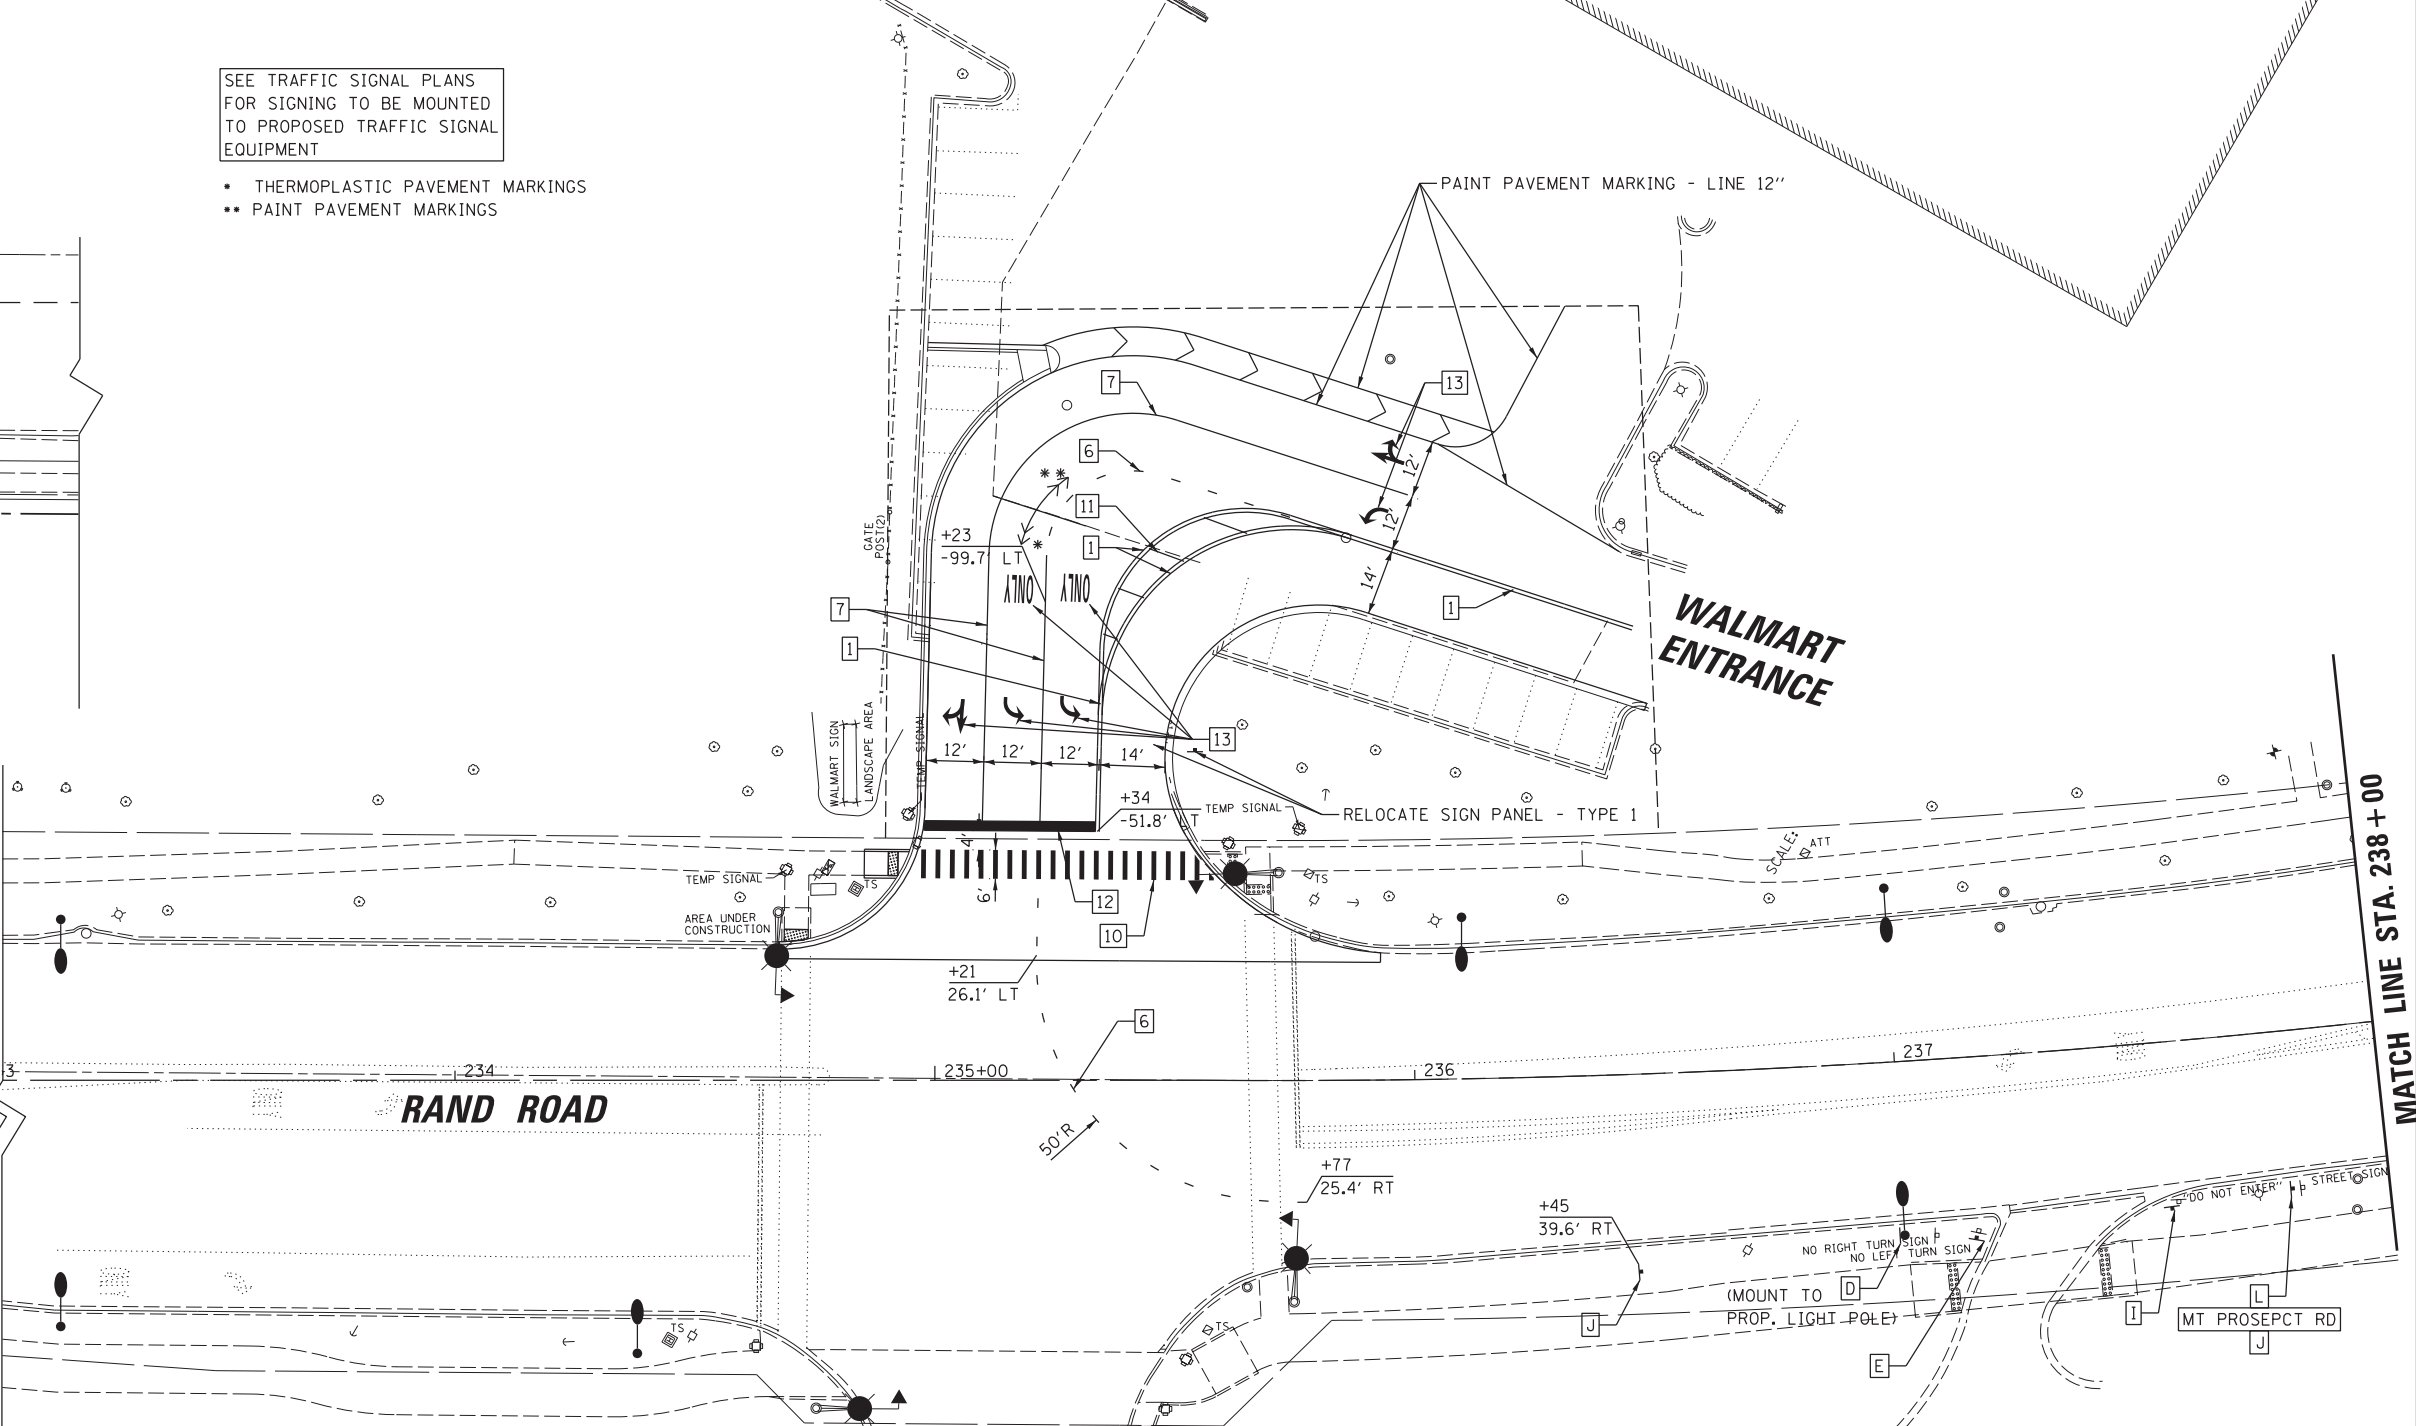 SEE TRAFFIC SIGNAL PLANS
FOR SIGNING TO BE MOUNTED
TO PROPOSED TRAFFIC SIGNAL
EQUIPMENT
* THERMOPLASTIC PAVEMENT MARKINGS
** PAINT PAVEMENT MARKINGS
PAINT PAVEMENT MARKING - LINE 12''
7
13
6
**
12'
11
12'
GATE
POST(2)
+23
-99.7' LT
*
1
14'
ONLY
ONLY
7
1
1
WALMART
ENTRANCE
WALMART SIGN
LANDSCAPE AREA
TEMP SIGNAL
13
12'
12'
12'
14'
+34
-51.8' LT
TEMP SIGNAL
RELOCATE SIGN PANEL - TYPE 1
4'
6'
SCALE:
ATT
TEMP SIGNAL
TS
TS
12
10
AREA UNDER
CONSTRUCTION
+21
26.1' LT
6
MATCH LINE STA. 238+00
3
234
235+00
236
237
RAND ROAD
50'R
+77
25.4' RT
+45
39.6' RT
"DO NOT ENTER"
STREET SIGN
NO RIGHT TURN SIGN
NO LEFT TURN SIGN
(MOUNT TO
PROP. LIGHT POLE)
D
J
E
I
L
MT PROSEPCT RD
J
TS
TS